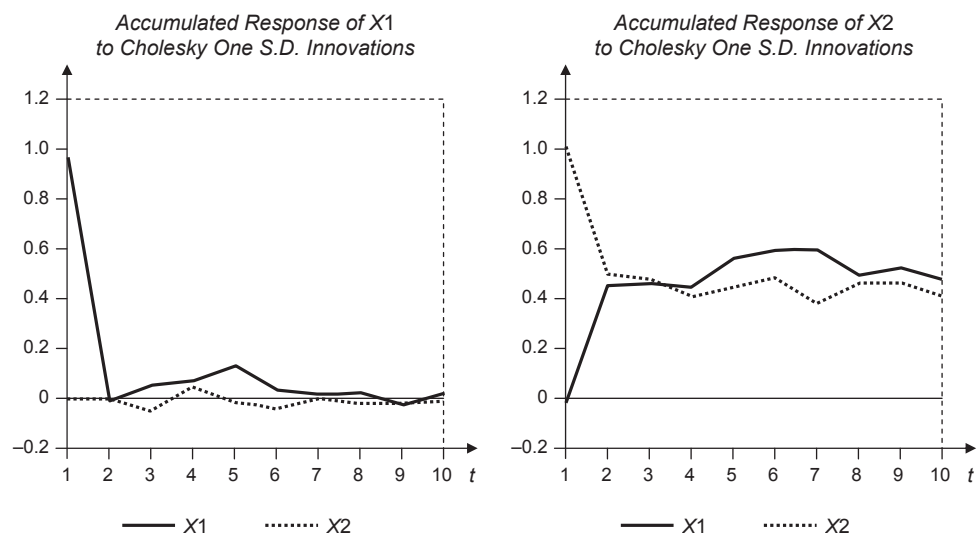 Accumulated Response of X1
to Cholesky One S.D. Innovations
1.2
1.0
0.8
0.6
0.4
0.2
0
–0.2
1 2 3 4 5 6 7 8 9 10 t
X1 X2
Accumulated Response of X2
to Cholesky One S.D. Innovations
1.2
1.0
0.8
0.6
0.4
0.2
0
–0.2
1 2 3 4 5 6 7 8 9 10 t
X1 X2